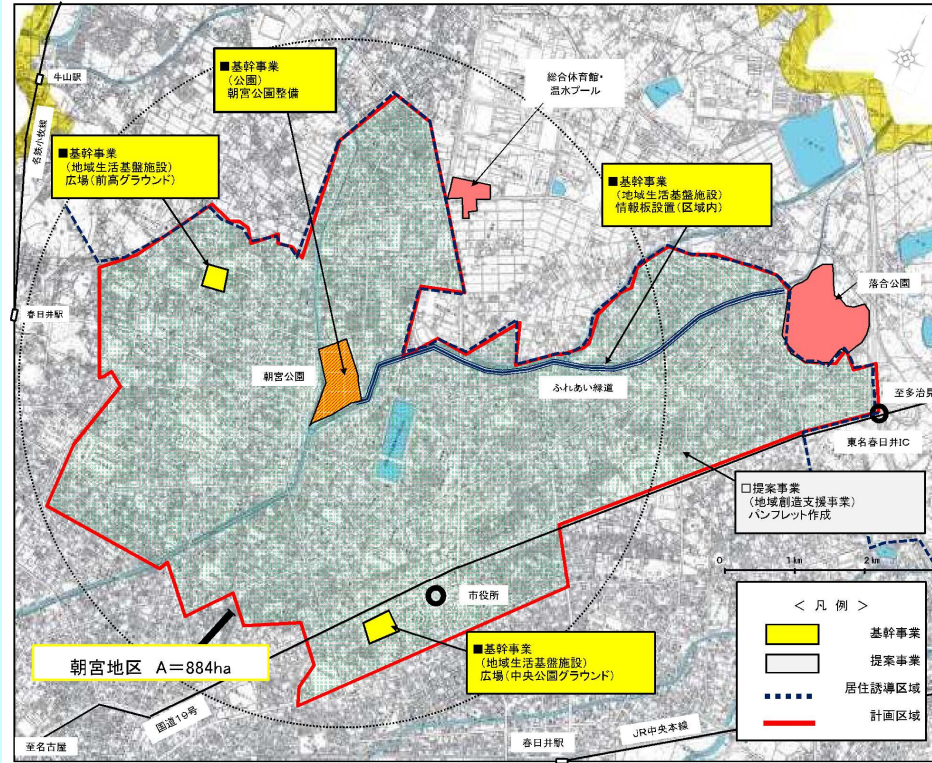 ■基幹事業
(公園)
朝宮公園整備
牛山駅
総合体育館・
温水プール
名鉄小牧線
■基幹事業
(地域生活基盤施設)
広場(前高グラウンド)
■基幹事業
(地域生活基盤施設)
情報板設置(区域内)
落合公園
春日井駅
朝宮公園
ふれあい緑道
至多治見
東名春日井IC
□提案事業
(地域創造支援事業)
パンフレット作成
0 1km 2km
市役所
■基幹事業
(地域生活基盤施設)
広場(中央公園グラウンド)
朝宮地区 A=884ha
<凡例>
基幹事業
提案事業
居住誘導区域
計画区域
国道19号
至名古屋
春日井駅
JR中央本線